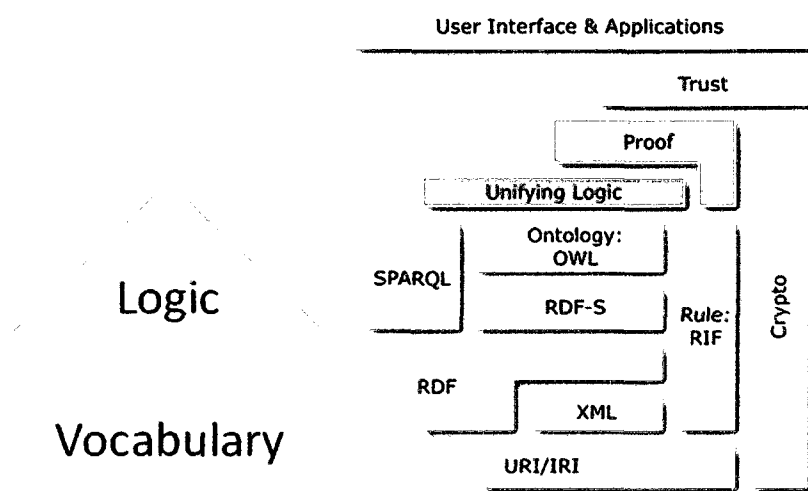 User Interface & Applications
Trust
Proof
Unifying Logic
Ontology:
OWL
SPARQL
RDF-S
Rule:
RIF
Crypto
RDF
XML
URI/IRI
Logic
Vocabulary